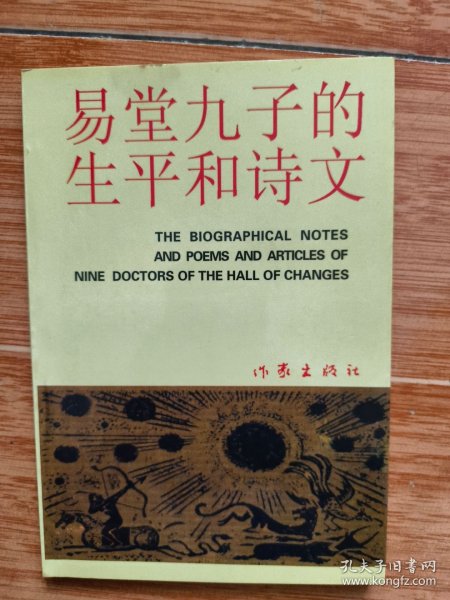 易堂九子的
生平和诗文
THE BIOGRAPHICAL NOTES
AND POEMS AND ARTICLES OF
NINE DOCTORS OF THE HALL OF CHANGES
作家出版社
孔夫子旧书网
www.kongfz.com